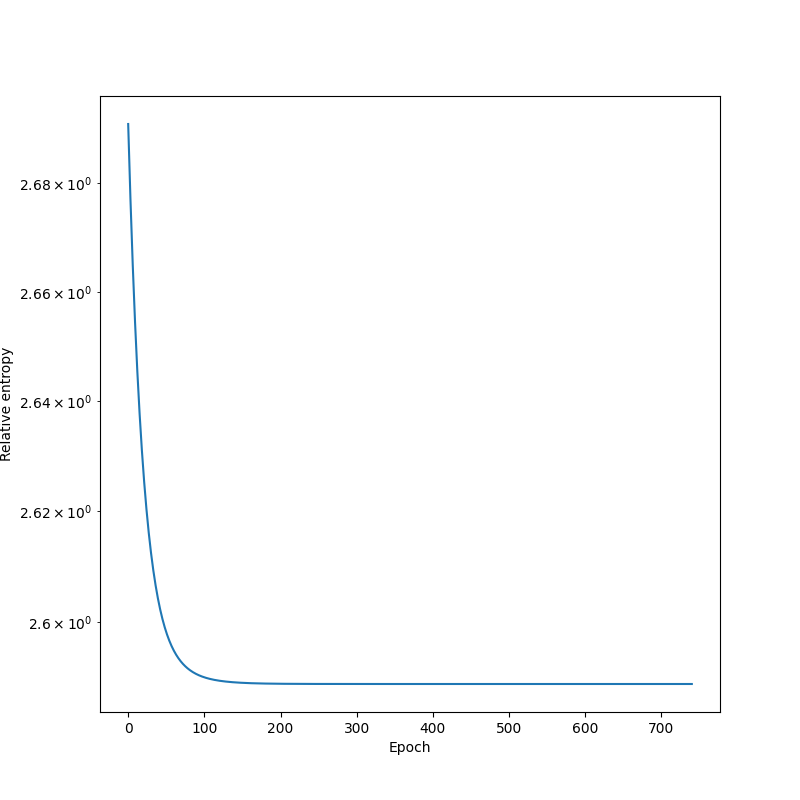 Relative entropy
2.68 × 10⁰
2.66 × 10⁰
2.64 × 10⁰
2.62 × 10⁰
2.6 × 10⁰
0 100 200 300 400 500 600 700
Epoch